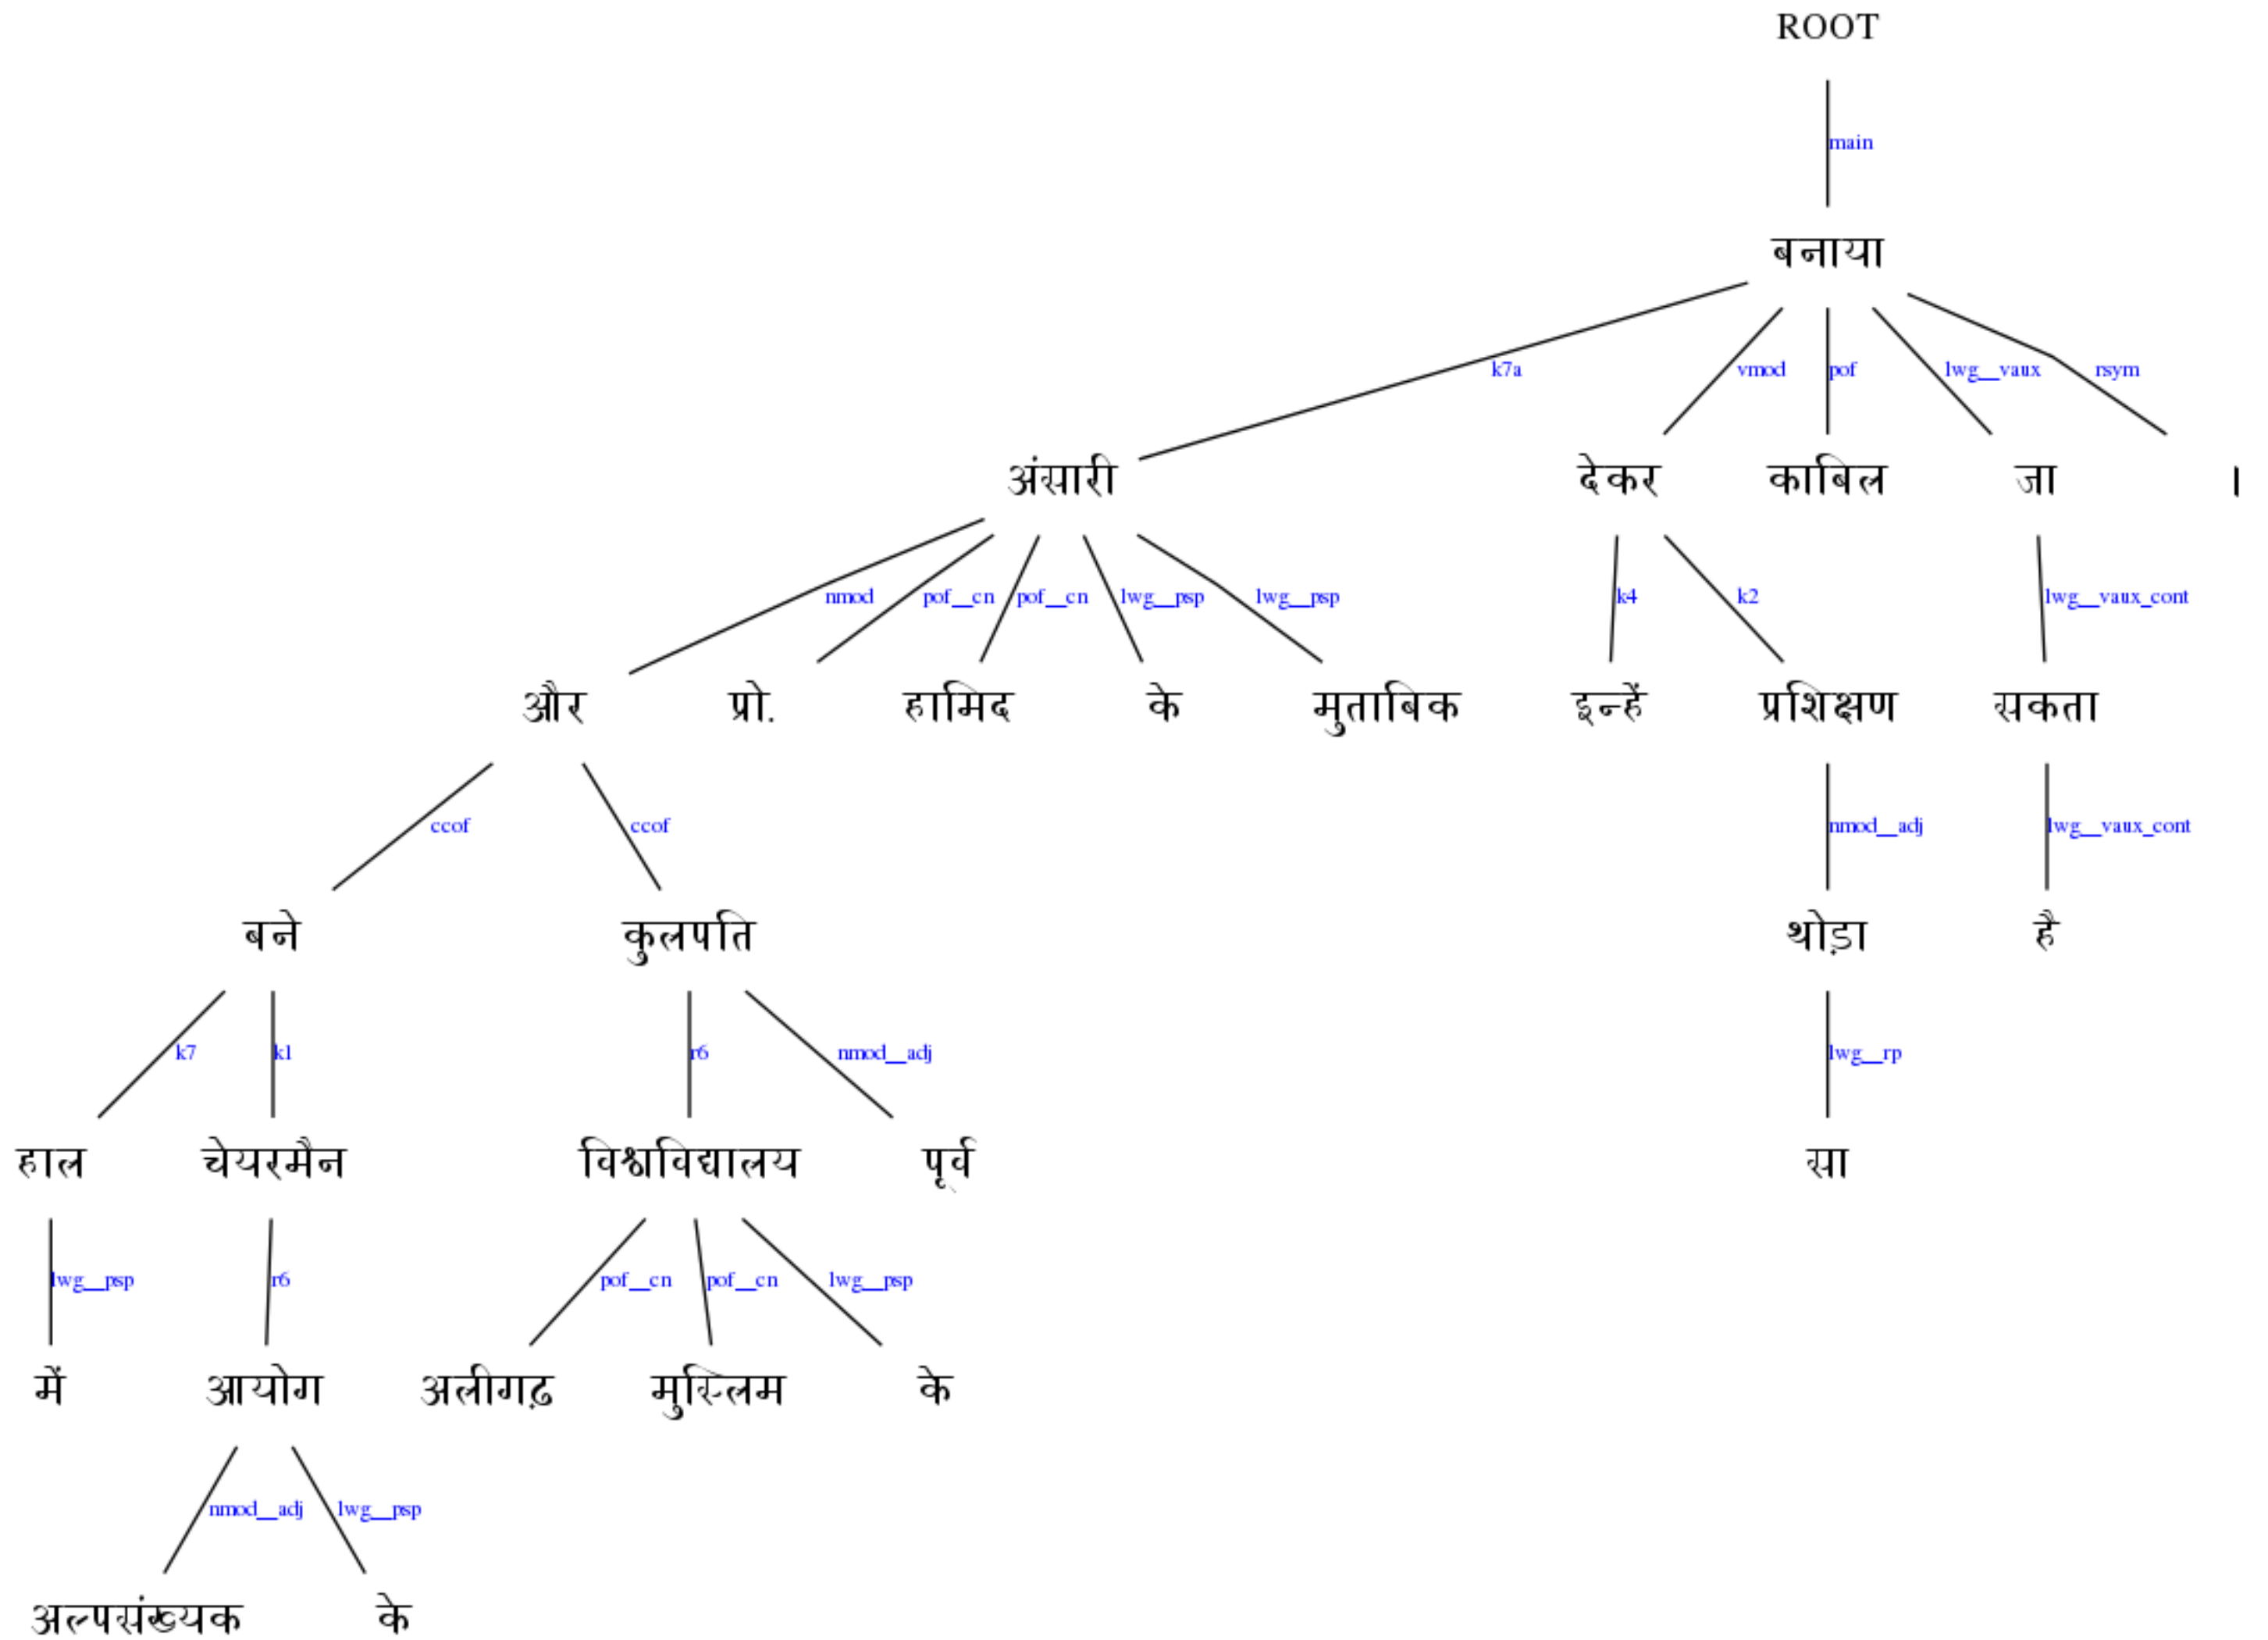 ROOT
main
बनाया
k7a vmod pof lwg__vaux rsym
अंसारी देकर काबिल जा ।
nmod pof__cn pof__cn lwg__psp lwg__psp k4 k2 lwg__vaux_cont
और प्रो. हामिद के मुताबिक इन्हें प्रशिक्षण सकता
ccof ccof nmod__adj lwg__vaux_cont
बने कुलपति थोड़ा है
k7 k1 r6 nmod__adj lwg__rp
हाल चेयरमैन विश्वविद्यालय पूर्व सा
lwg__psp r6 pof__cn pof__cn lwg__psp
में आयोग अलीगढ़ मुस्लिम के
nmod__adj lwg__psp
अल्पसंख्यक के